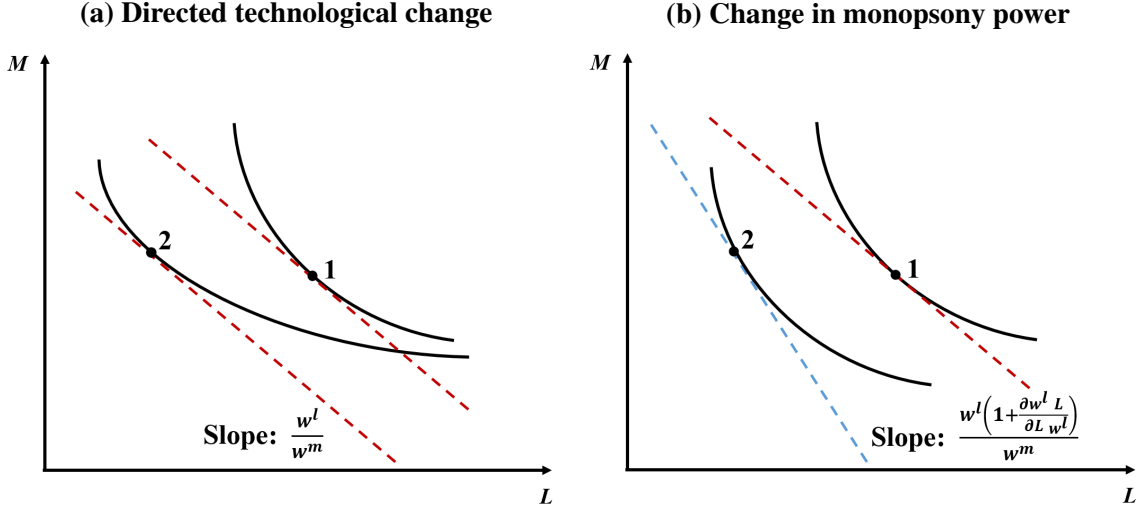 (a) Directed technological change
M
1
2
Slope: w^l / w^m
L
(b) Change in monopsony power
M
1
2
Slope: w^l(1+∂w^l/∂L L/w^l) / w^m
L